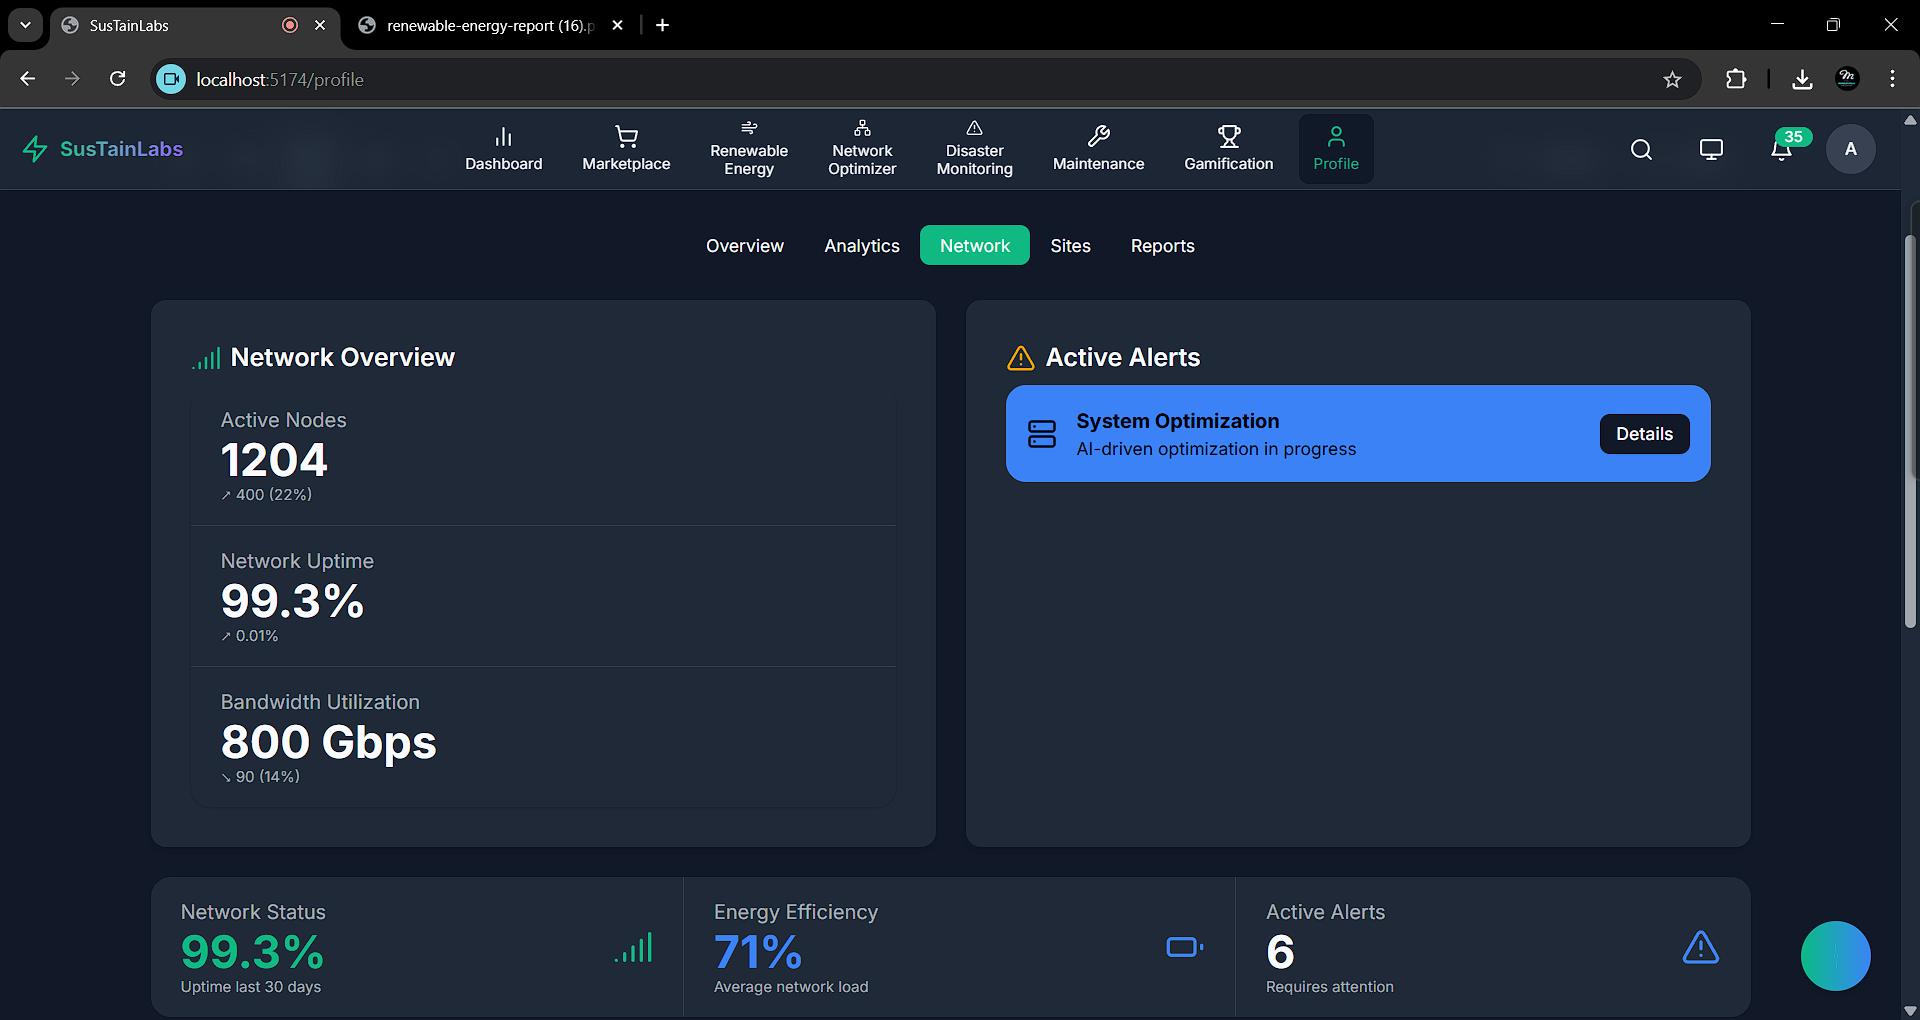 SusTainLabs
renewable-energy-report (16).p
localhost:5174/profile
SusTainLabs
Dashboard
Marketplace
Renewable
Energy
Network
Optimizer
Disaster
Monitoring
Maintenance
Gamification
Profile
35
A
Overview
Analytics
Network
Sites
Reports
Network Overview
Active Nodes
1204
↗ 400 (22%)
Network Uptime
99.3%
↗ 0.01%
Bandwidth Utilization
800 Gbps
↘ 90 (14%)
Active Alerts
System Optimization
AI-driven optimization in progress
Details
Network Status
99.3%
Uptime last 30 days
Energy Efficiency
71%
Average network load
Active Alerts
6
Requires attention